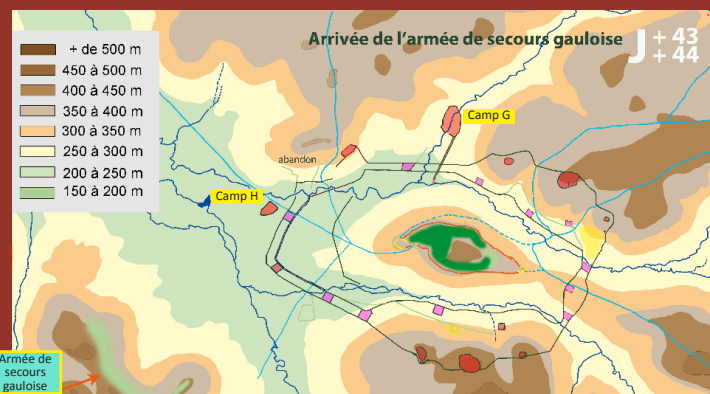 Arrivée de l'armée de secours gauloise
J + 43
+ 44
+ de 500 m
450 à 500 m
400 à 450 m
350 à 400 m
300 à 350 m
250 à 300 m
200 à 250 m
150 à 200 m
Camp G
abandon
Camp H
Armée de
secours
gauloise